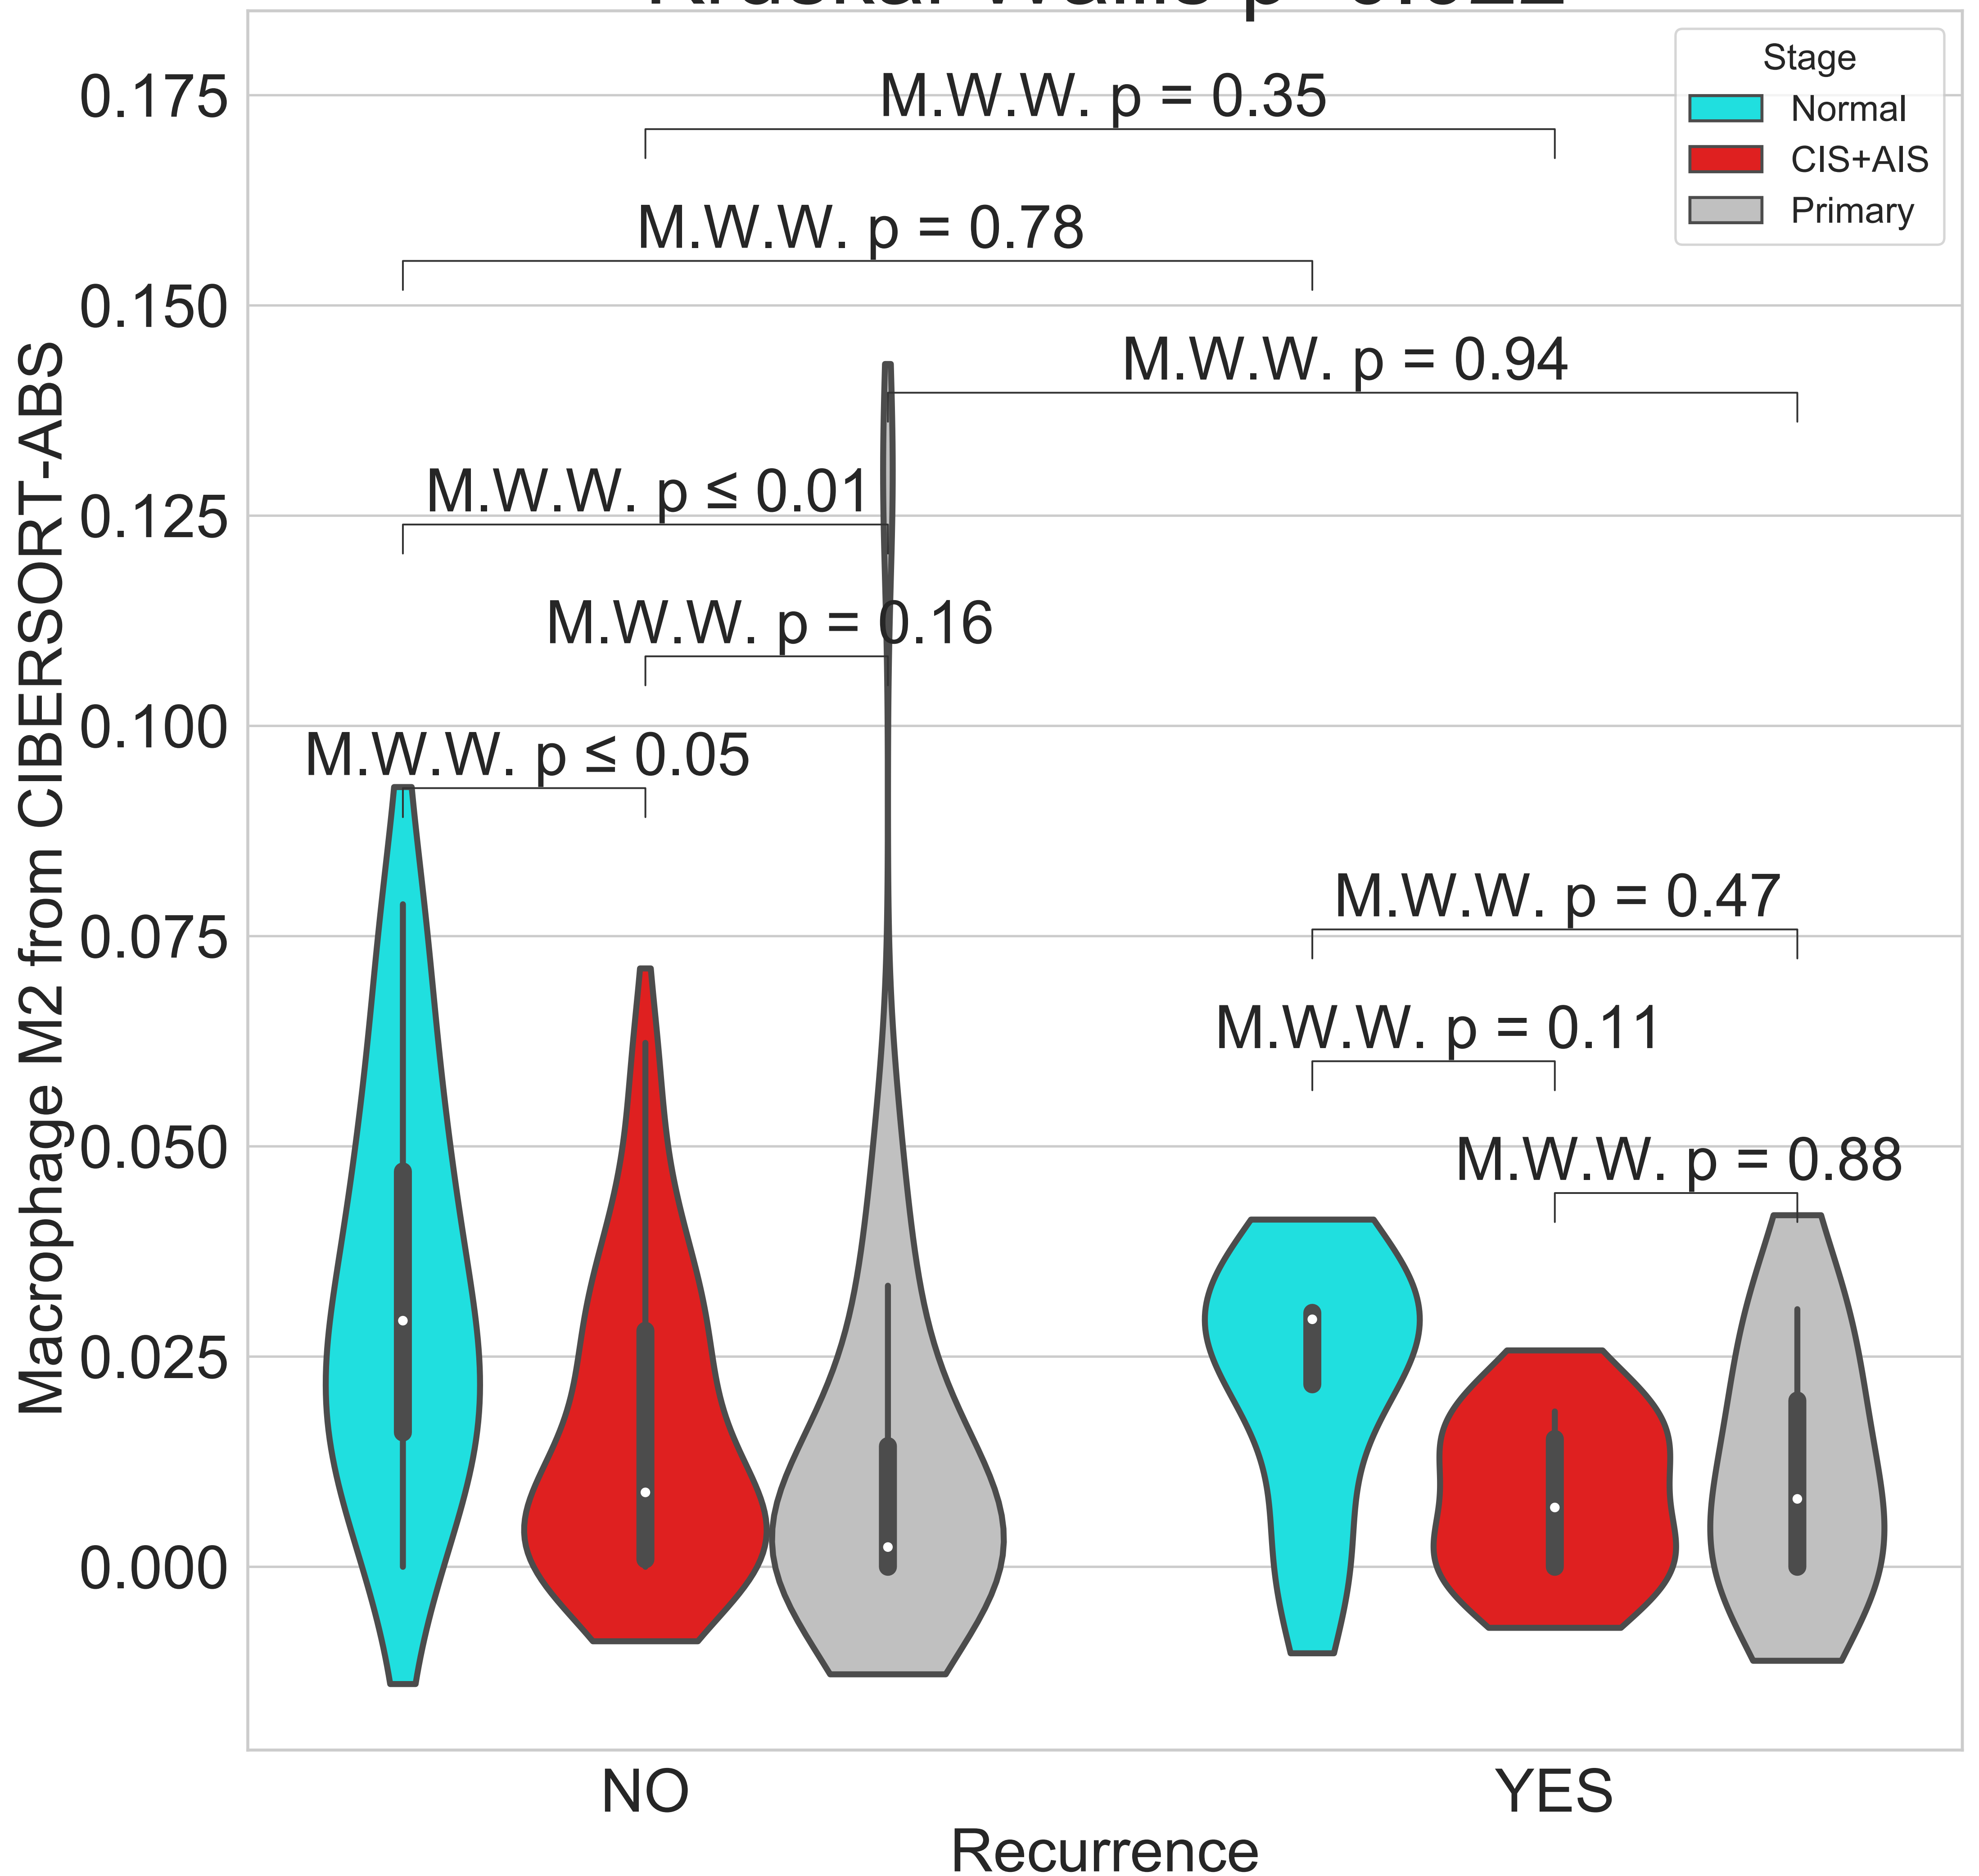 Stage
Normal
CIS+AIS
Primary
0.175
0.150
0.125
0.100
0.075
0.050
0.025
0.000
Macrophage M2 from CIBERSORT-ABS
M.W.W. p = 0.35
M.W.W. p = 0.78
M.W.W. p = 0.94
M.W.W. p ≤ 0.01
M.W.W. p = 0.16
M.W.W. p ≤ 0.05
M.W.W. p = 0.47
M.W.W. p = 0.11
M.W.W. p = 0.88
NO
YES
Recurrence